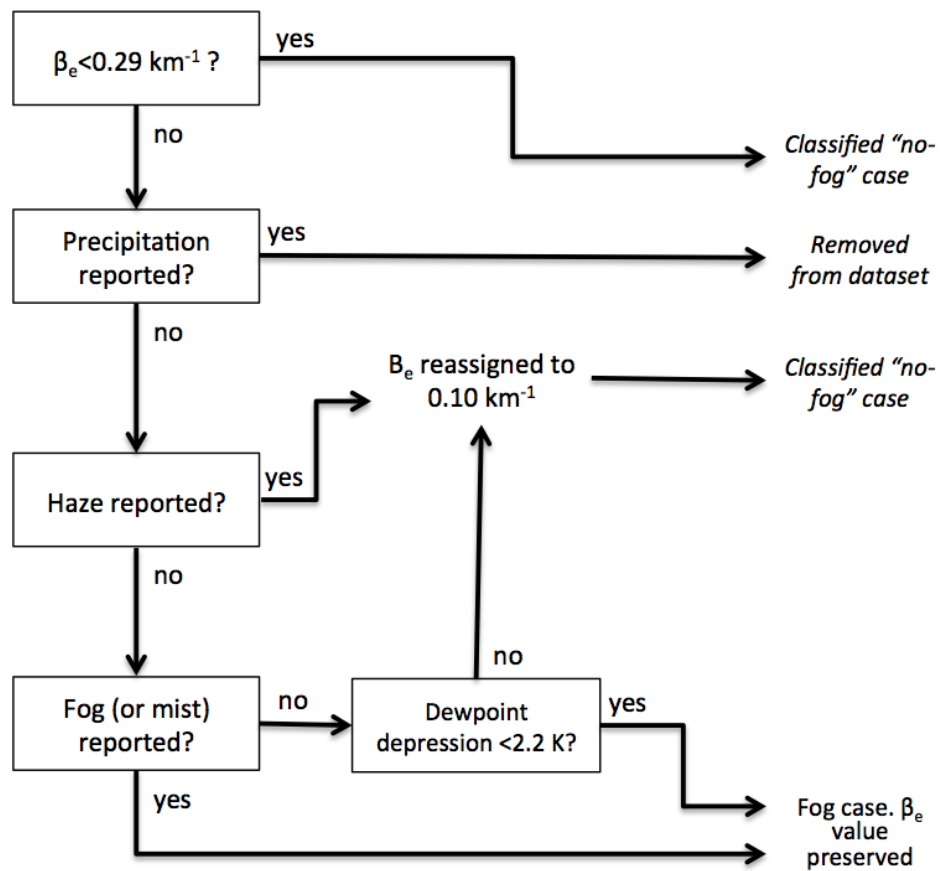 βₑ<0.29 km⁻¹ ?
yes
no
Classified “no-
fog” case
Precipitation
reported?
yes
Removed
from dataset
no
Bₑ reassigned to
0.10 km⁻¹
Classified “no-
fog” case
Haze reported?
yes
no
Fog (or mist)
reported?
no
no
Dewpoint
depression <2.2 K?
yes
yes
Fog case. βₑ
value
preserved